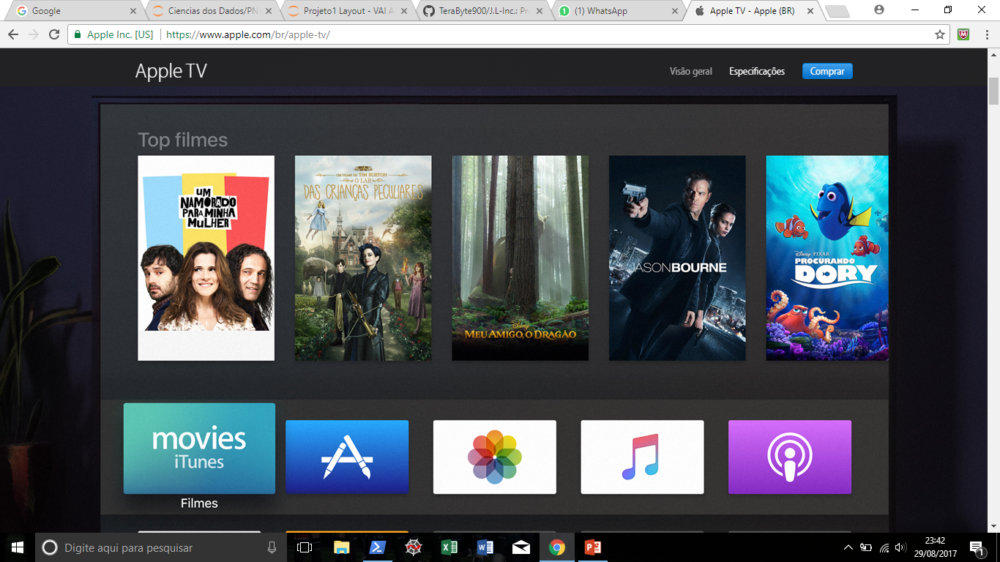 Google
Ciencias dos Dados/PN
Projeto1 Layout - VAI A
TeraByte900/J.L-Inc.: Pr
(1) WhatsApp
Apple TV - Apple (BR)
Apple Inc. [US]
https://www.apple.com/br/apple-tv/
Apple TV
Visão geral
Especificações
Comprar
Top filmes
UM
NAMORADO
PARA MINHA
MULHER
UM FILME DE TIM BURTON
O LAR
DAS CRIANÇAS PECULIARES
Disney
MEU AMIGO, O DRAGÃO
JASON BOURNE
Disney · PIXAR
PROCURANDO
DORY
movies
iTunes
Filmes
Digite aqui para pesquisar
23:42
29/08/2017
1